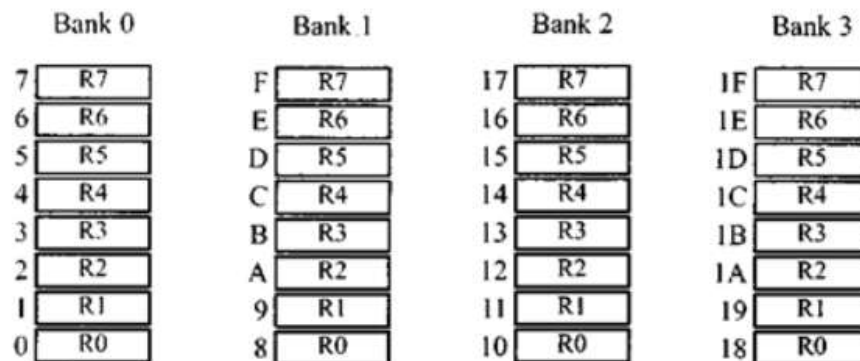 Bank 0 Bank 1 Bank 2 Bank 3
7 R7 F R7 17 R7 1F R7
6 R6 E R6 16 R6 1E R6
5 R5 D R5 15 R5 1D R5
4 R4 C R4 14 R4 1C R4
3 R3 B R3 13 R3 1B R3
2 R2 A R2 12 R2 1A R2
1 R1 9 R1 11 R1 19 R1
0 R0 8 R0 10 R0 18 R0